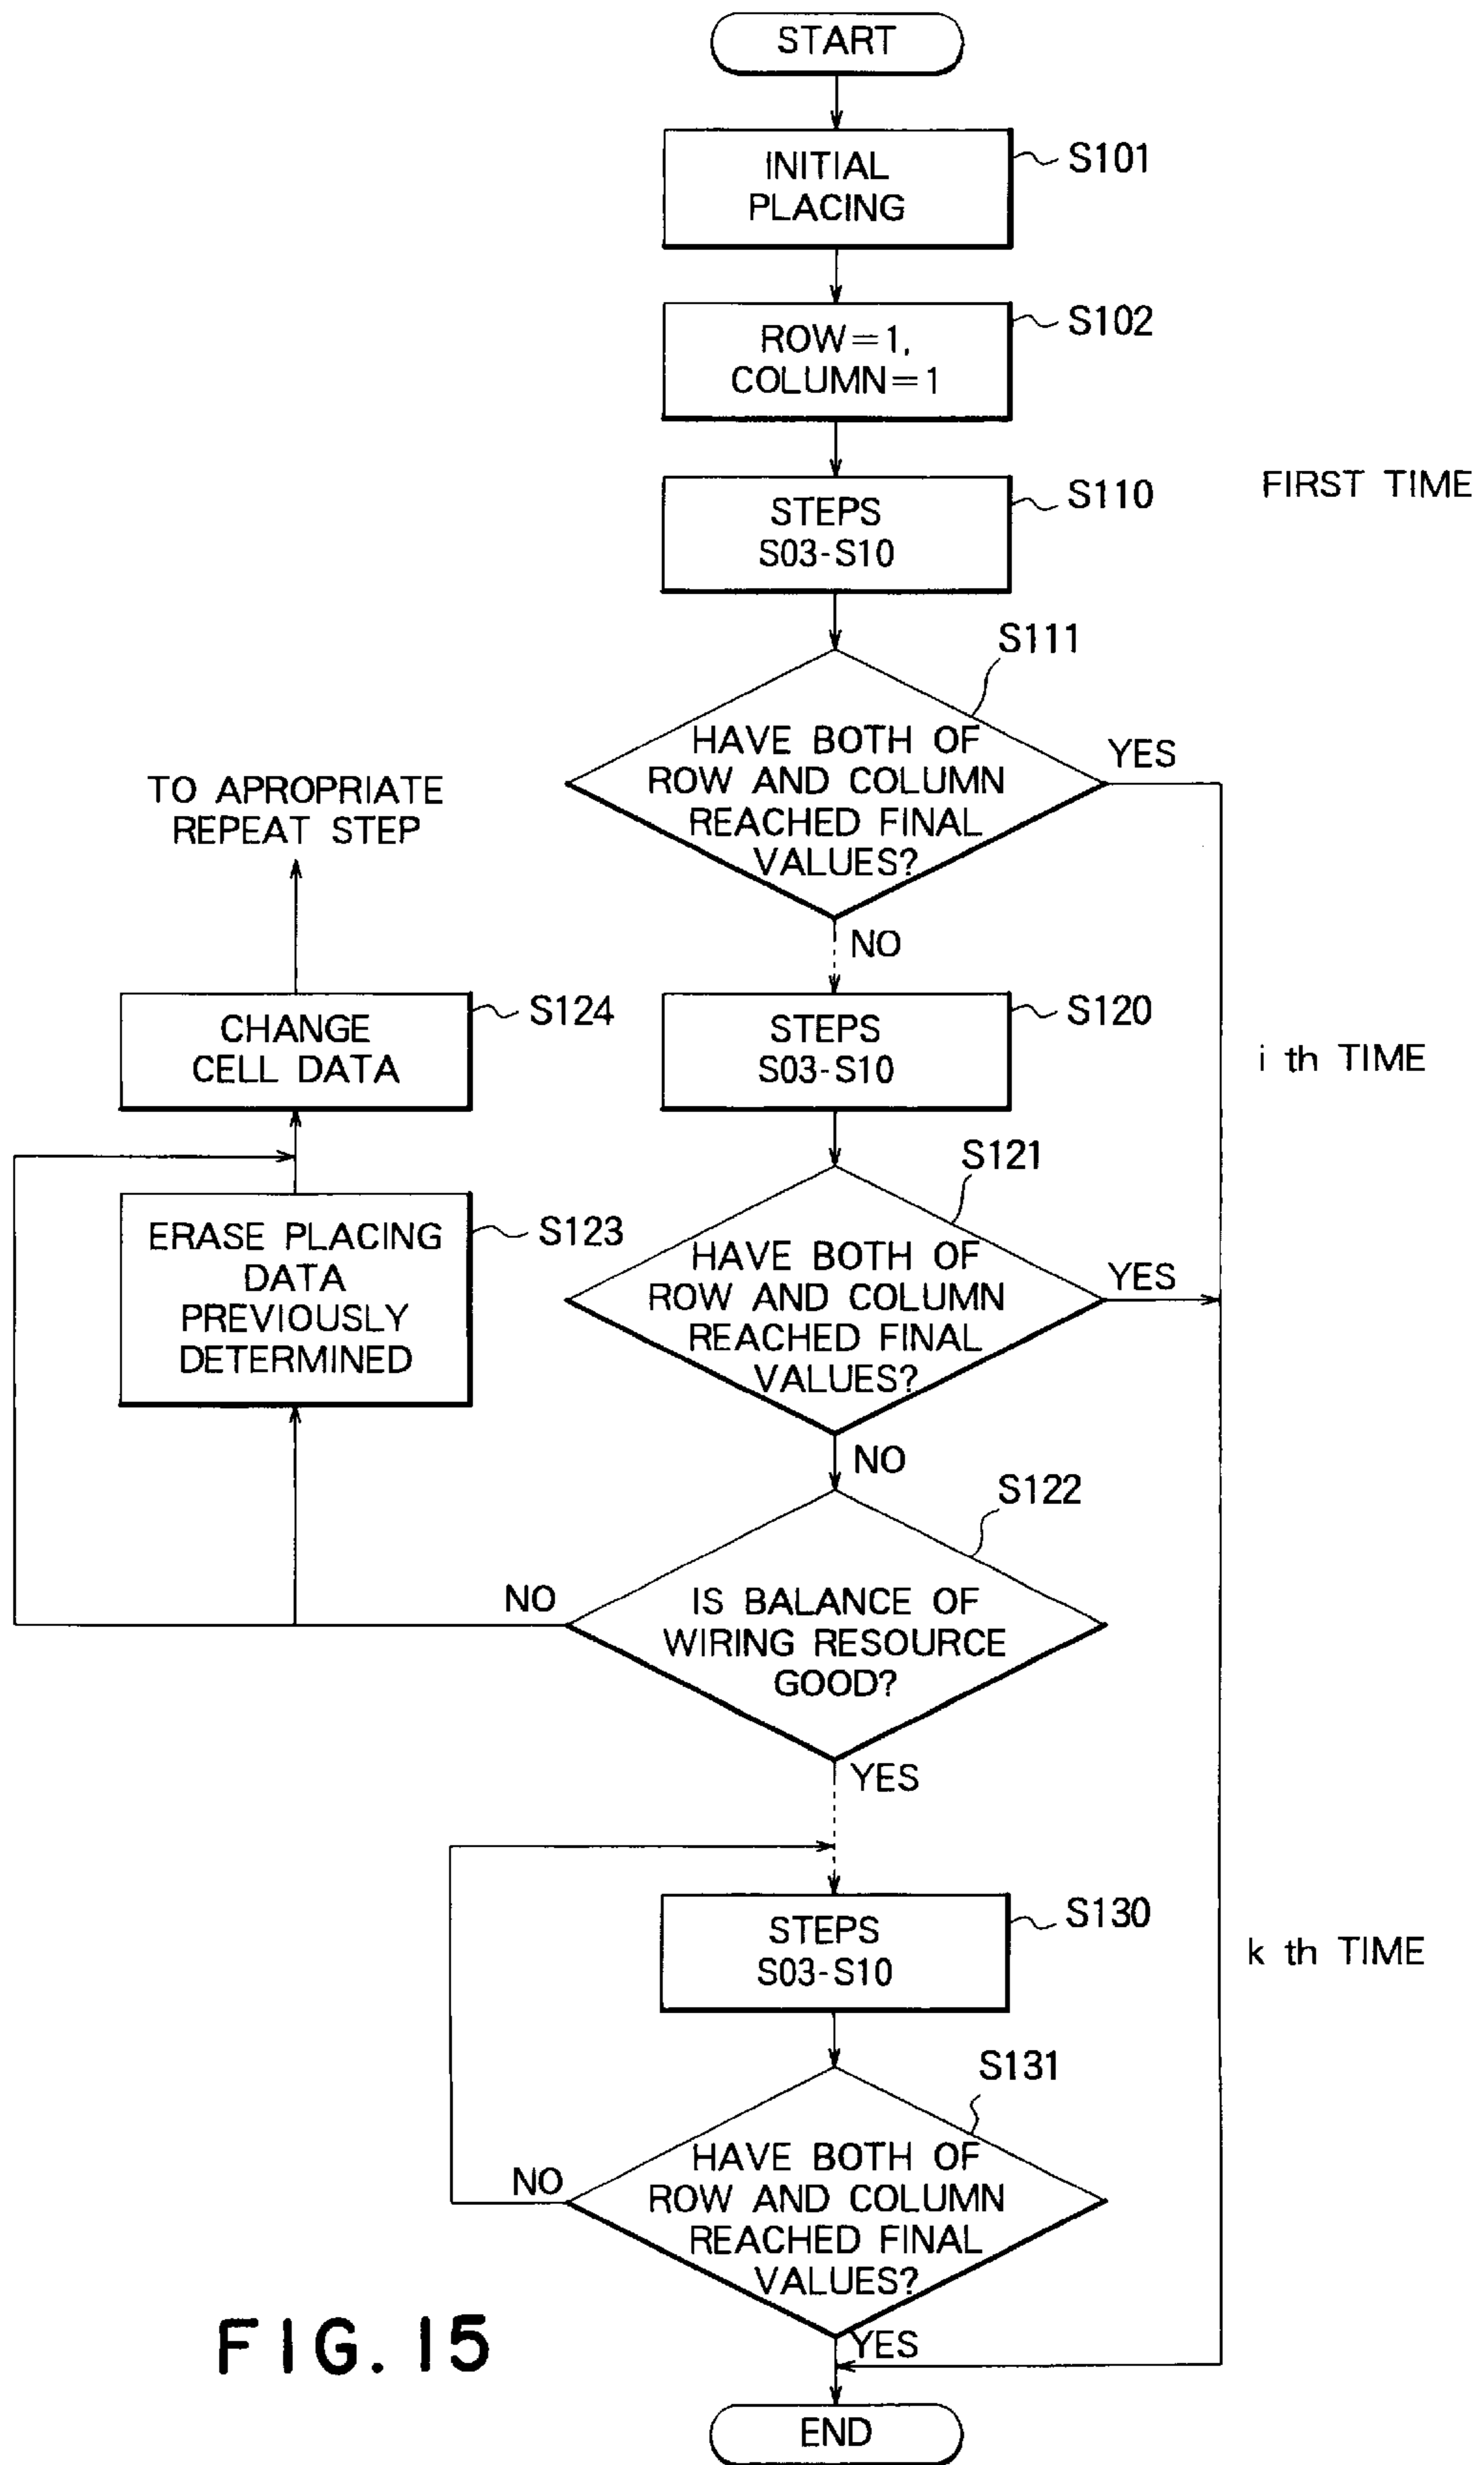 START
INITIAL
PLACING
S101
ROW=1,
COLUMN=1
S102
STEPS
S03-S10
S110
FIRST TIME
S111
HAVE BOTH OF
ROW AND COLUMN
REACHED FINAL
VALUES?
YES
NO
TO APROPRIATE
REPEAT STEP
CHANGE
CELL DATA
S124
STEPS
S03-S10
S120
i th TIME
ERASE PLACING
DATA
PREVIOUSLY
DETERMINED
S123
S121
HAVE BOTH OF
ROW AND COLUMN
REACHED FINAL
VALUES?
YES
NO
S122
IS BALANCE OF
WIRING RESOURCE
GOOD?
NO
YES
STEPS
S03-S10
S130
k th TIME
S131
HAVE BOTH OF
ROW AND COLUMN
REACHED FINAL
VALUES?
NO
YES
END
FIG. 15